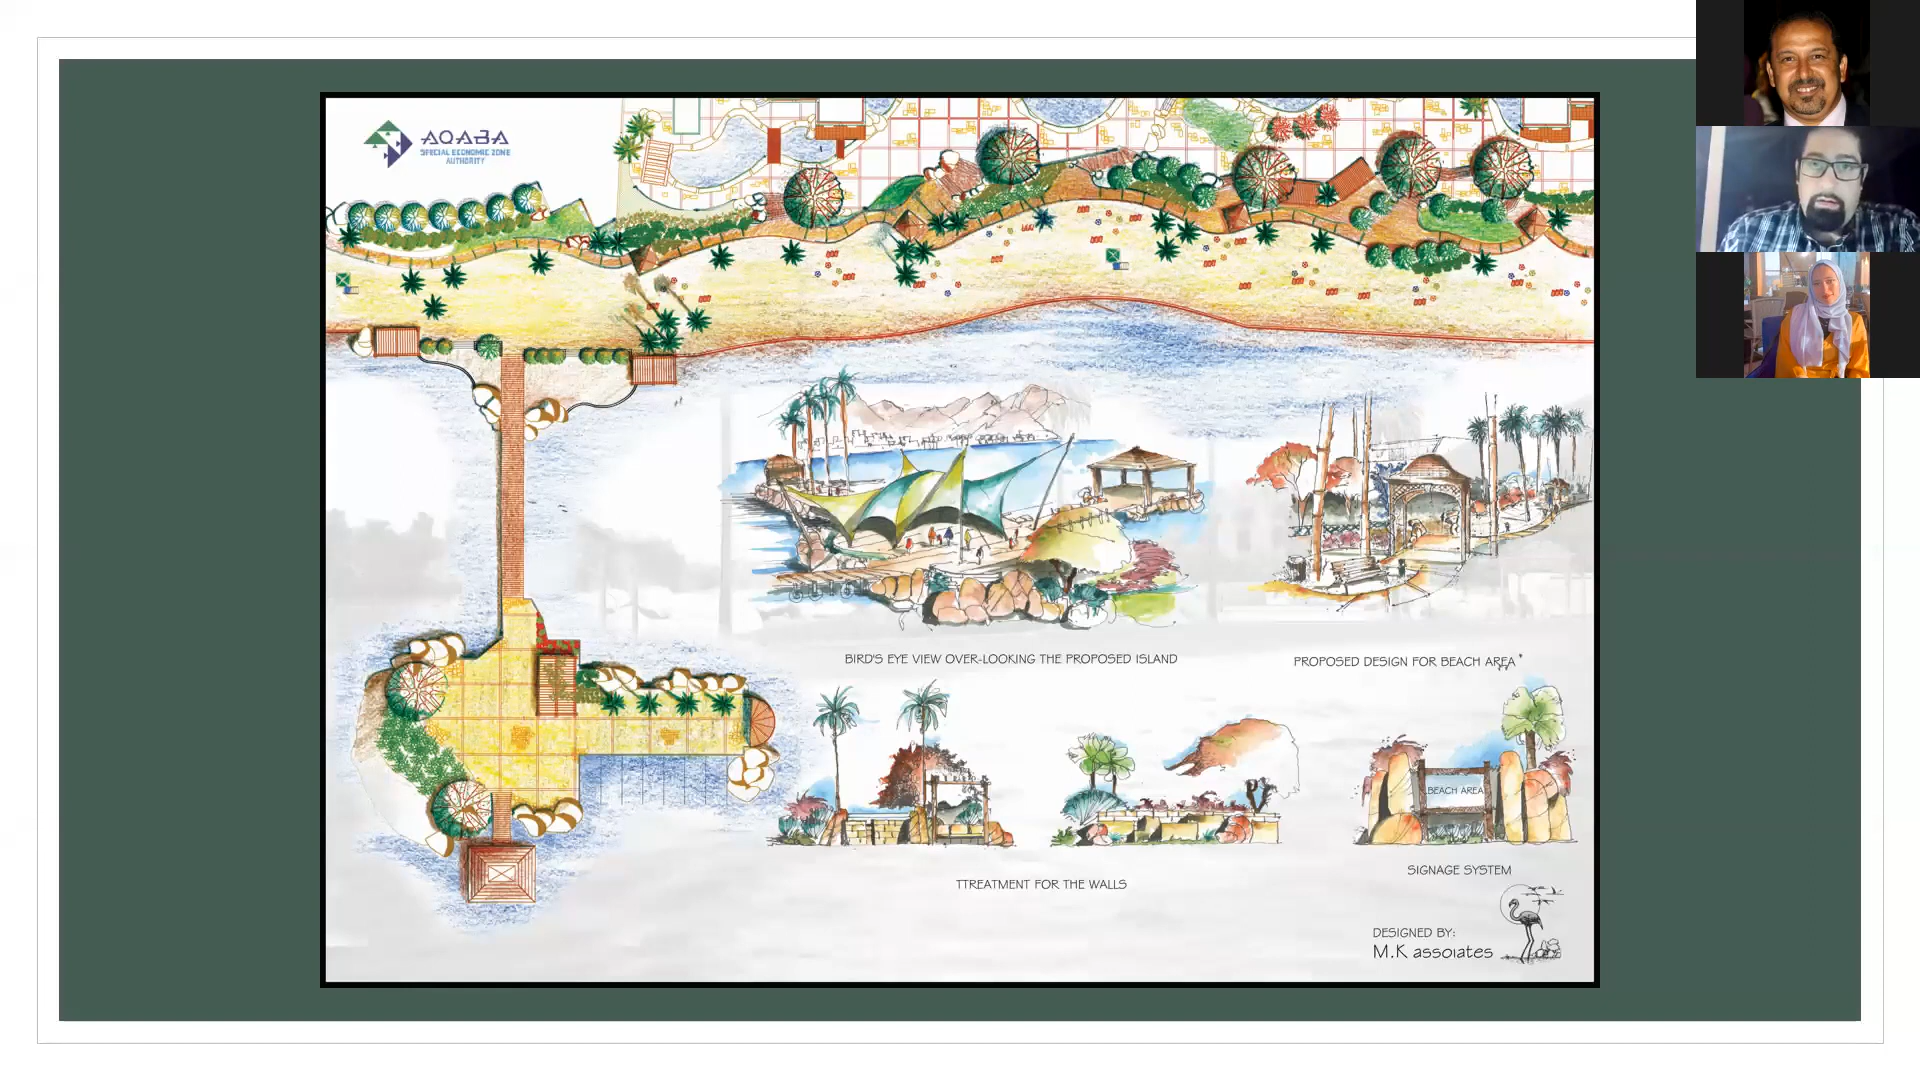 AQABA
SPECIAL ECONOMIC ZONE
AUTHORITY
BIRD'S EYE VIEW OVER-LOOKING THE PROPOSED ISLAND
PROPOSED DESIGN FOR BEACH AREA
BEACH AREA
TTREATMENT FOR THE WALLS
SIGNAGE SYSTEM
DESIGNED BY:
M.K assoiates